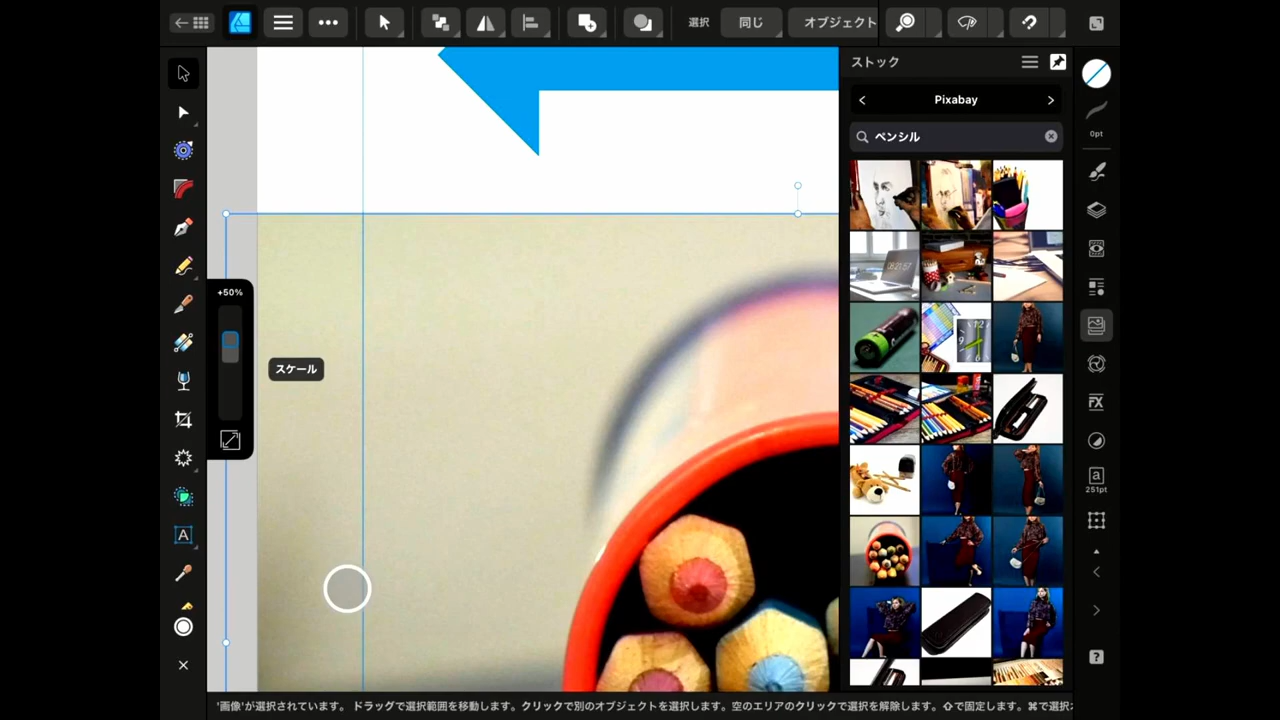 選択
同じ
オブジェクト
ストック
Pixabay
ペンシル
0pt
+50%
スケール
FX
a
251pt
A
?
'画像'が選択されています。 ドラッグで選択範囲を移動します。クリックで別のオブジェクトを選択します。空のエリアのクリックで選択を解除します。⇧で固定します。⌘で選択